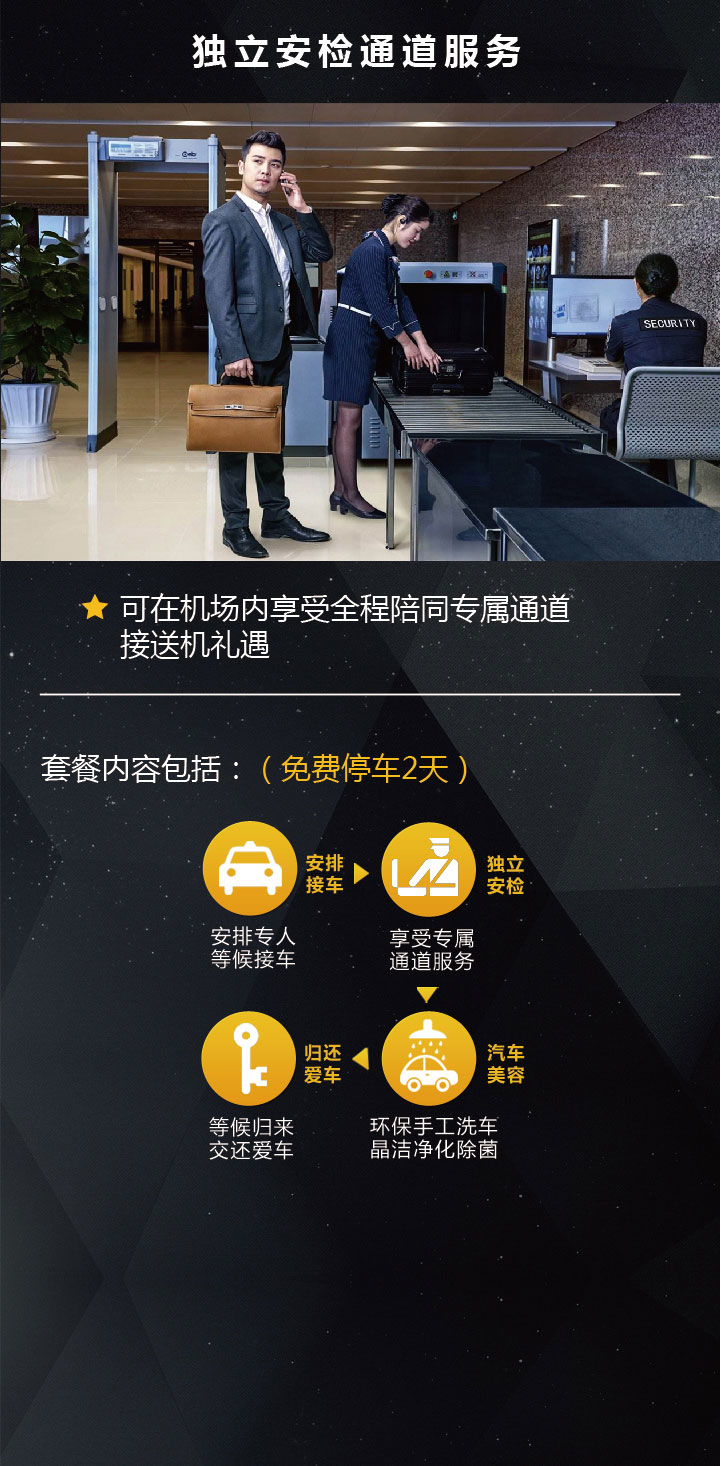 独立安检通道服务
SECURITY
可在机场内享受全程陪同专属通道
接送机礼遇
套餐内容包括：（免费停车2天）
安排
接车
独立
安检
安排专人
等候接车
享受专属
通道服务
归还
爱车
汽车
美容
等候归来
交还爱车
环保手工洗车
晶洁净化除菌